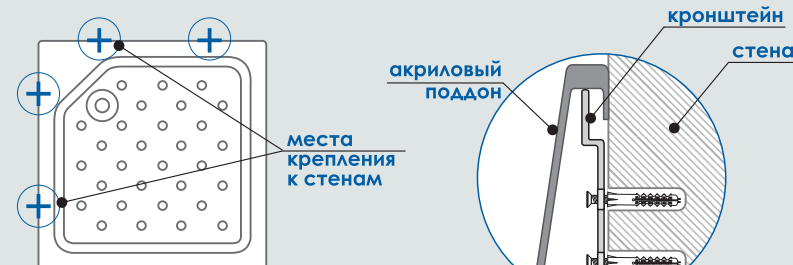 кронштейн
стена
акриловый
поддон
места
крепления
к стенам